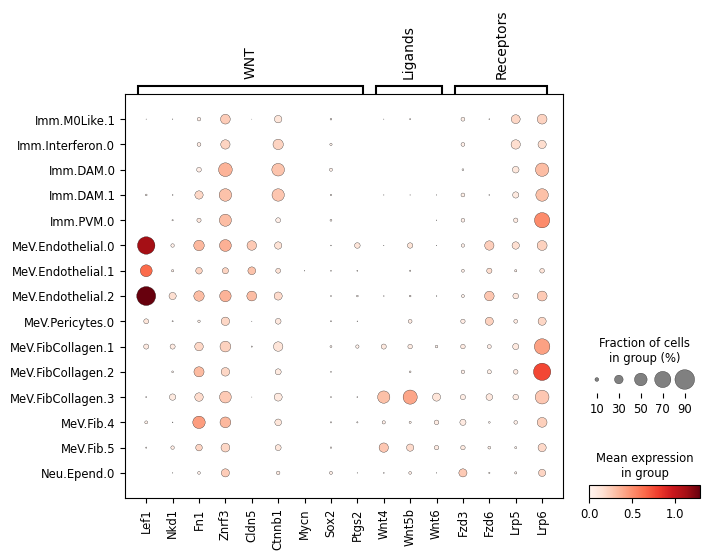 WNT
Ligands
Receptors
Imm.M0Like.1
Imm.Interferon.0
Imm.DAM.0
Imm.DAM.1
Imm.PVM.0
MeV.Endothelial.0
MeV.Endothelial.1
MeV.Endothelial.2
MeV.Pericytes.0
MeV.FibCollagen.1
MeV.FibCollagen.2
MeV.FibCollagen.3
MeV.Fib.4
MeV.Fib.5
Neu.Epend.0
Lef1
Nkd1
Fn1
Znrf3
Cldn5
Ctnnb1
Mycn
Sox2
Ptgs2
Wnt4
Wnt5b
Wnt6
Fzd3
Fzd6
Lrp5
Lrp6
Fraction of cells
in group (%)
10 30 50 70 90
Mean expression
in group
0.0 0.5 1.0